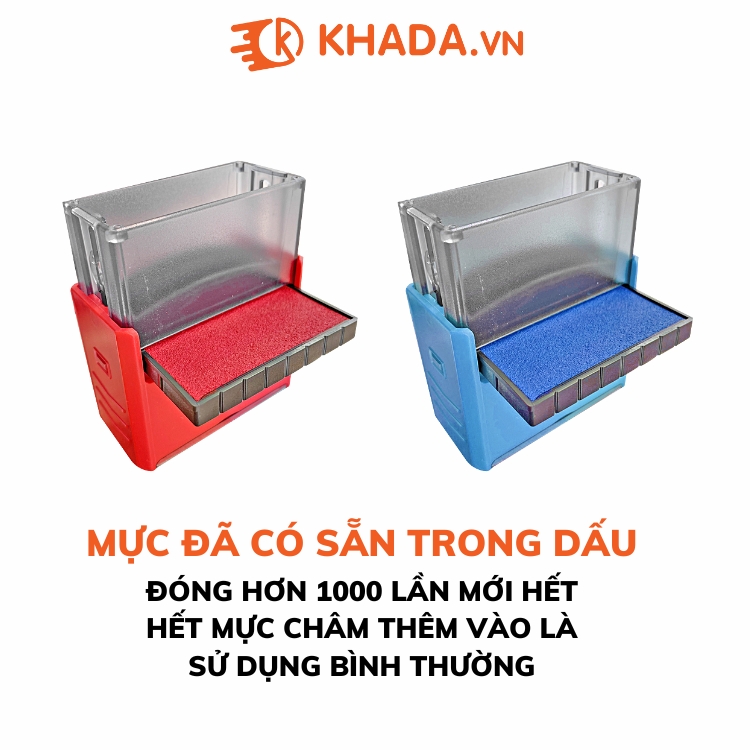 KHADA.vn
MỰC ĐÃ CÓ SẴN TRONG DẤU
ĐÓNG HƠN 1000 LẦN MỚI HẾT
HẾT MỰC CHÂM THÊM VÀO LÀ
SỬ DỤNG BÌNH THƯỜNG